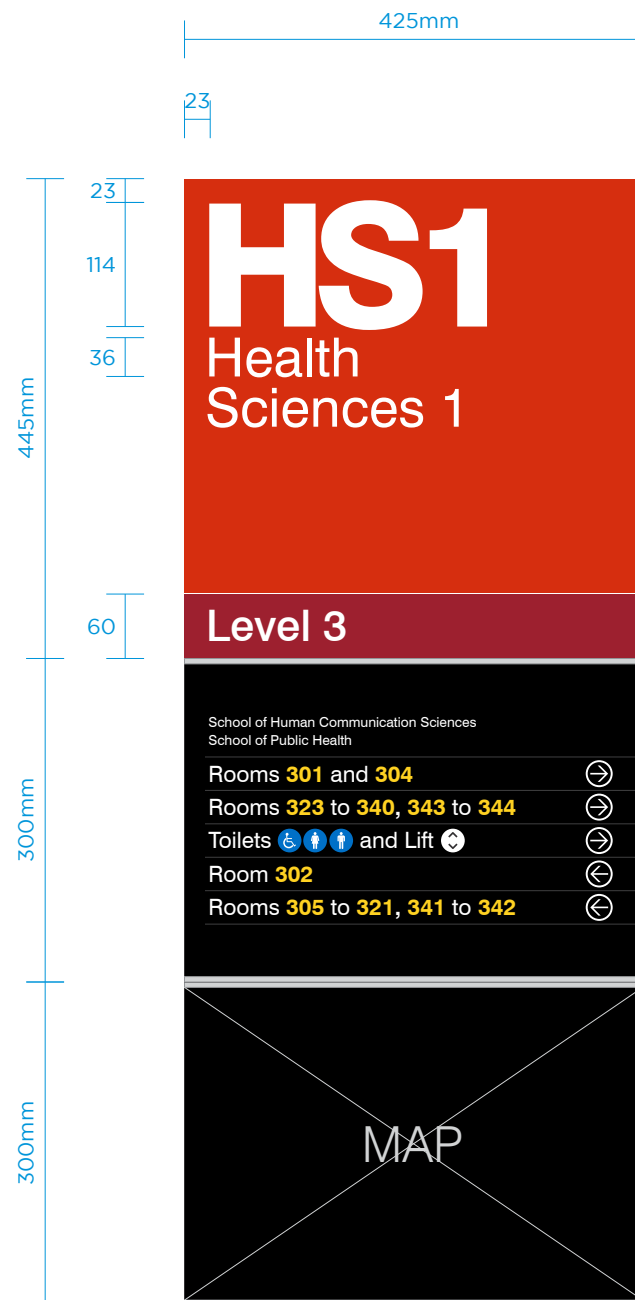 425mm
23
23
114
36
445mm
60
300mm
300mm
HS1
Health
Sciences 1
Level 3
School of Human Communication Sciences
School of Public Health
Rooms 301 and 304
Rooms 323 to 340, 343 to 344
Toilets and Lift
Room 302
Rooms 305 to 321, 341 to 342
MAP